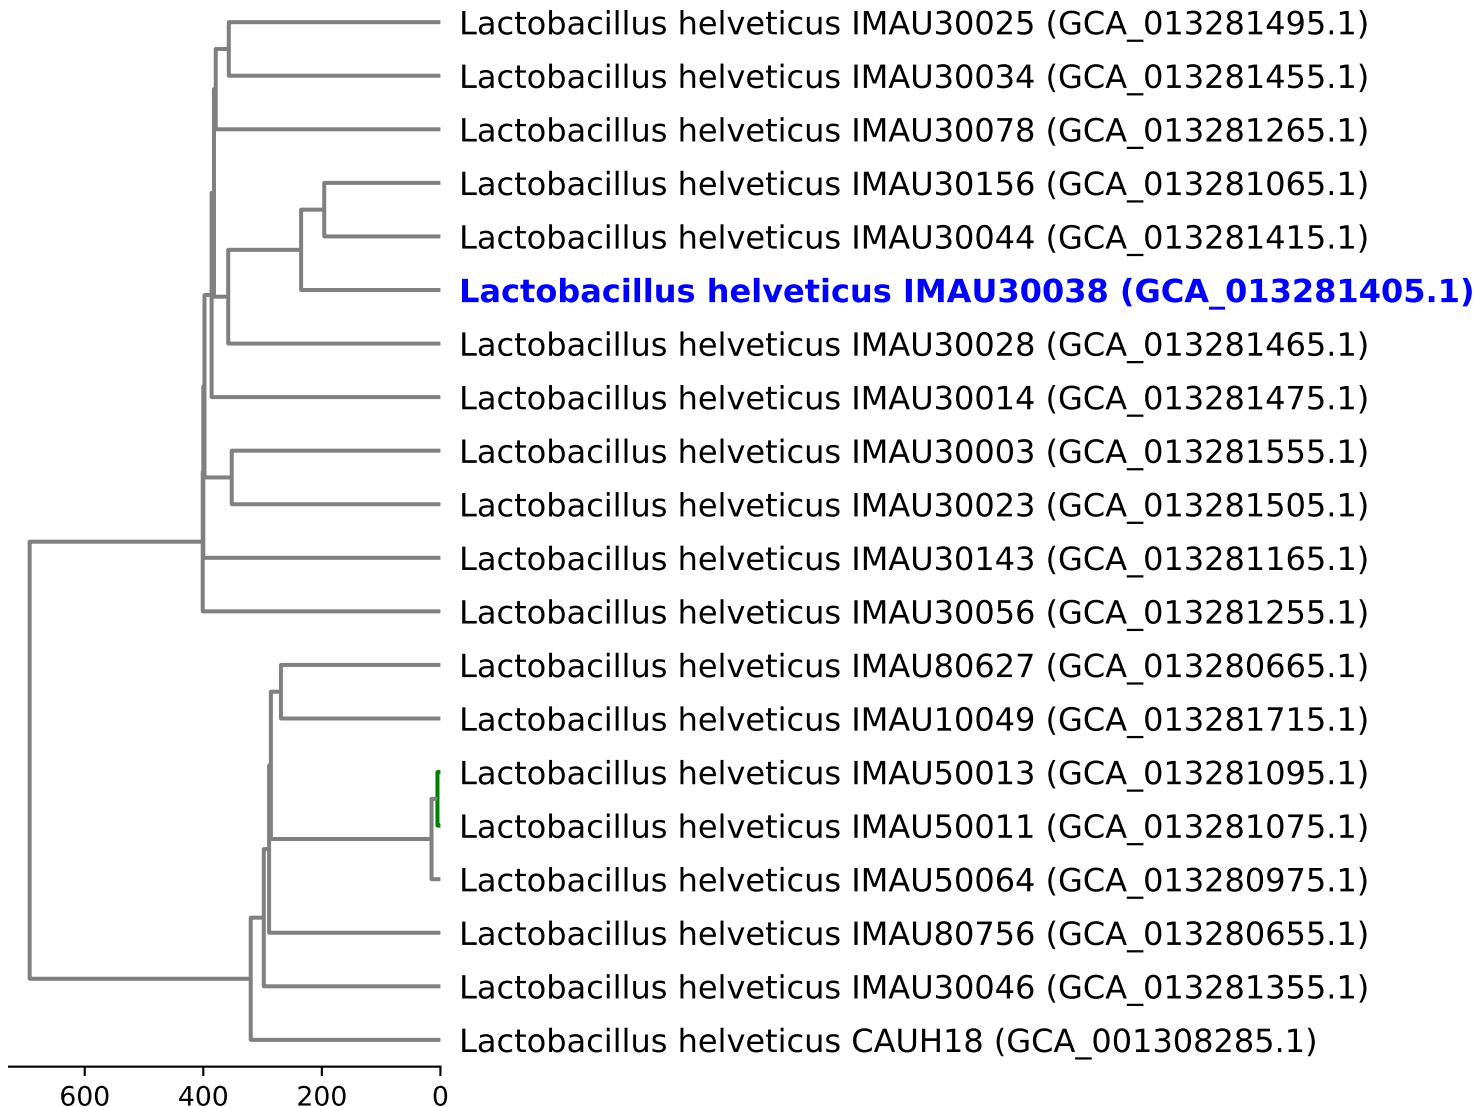 Lactobacillus helveticus IMAU30025 (GCA_013281495.1)
Lactobacillus helveticus IMAU30034 (GCA_013281455.1)
Lactobacillus helveticus IMAU30078 (GCA_013281265.1)
Lactobacillus helveticus IMAU30156 (GCA_013281065.1)
Lactobacillus helveticus IMAU30044 (GCA_013281415.1)
Lactobacillus helveticus IMAU30038 (GCA_013281405.1)
Lactobacillus helveticus IMAU30028 (GCA_013281465.1)
Lactobacillus helveticus IMAU30014 (GCA_013281475.1)
Lactobacillus helveticus IMAU30003 (GCA_013281555.1)
Lactobacillus helveticus IMAU30023 (GCA_013281505.1)
Lactobacillus helveticus IMAU30143 (GCA_013281165.1)
Lactobacillus helveticus IMAU30056 (GCA_013281255.1)
Lactobacillus helveticus IMAU80627 (GCA_013280665.1)
Lactobacillus helveticus IMAU10049 (GCA_013281715.1)
Lactobacillus helveticus IMAU50013 (GCA_013281095.1)
Lactobacillus helveticus IMAU50011 (GCA_013281075.1)
Lactobacillus helveticus IMAU50064 (GCA_013280975.1)
Lactobacillus helveticus IMAU80756 (GCA_013280655.1)
Lactobacillus helveticus IMAU30046 (GCA_013281355.1)
Lactobacillus helveticus CAUH18 (GCA_001308285.1)
600 400 200 0